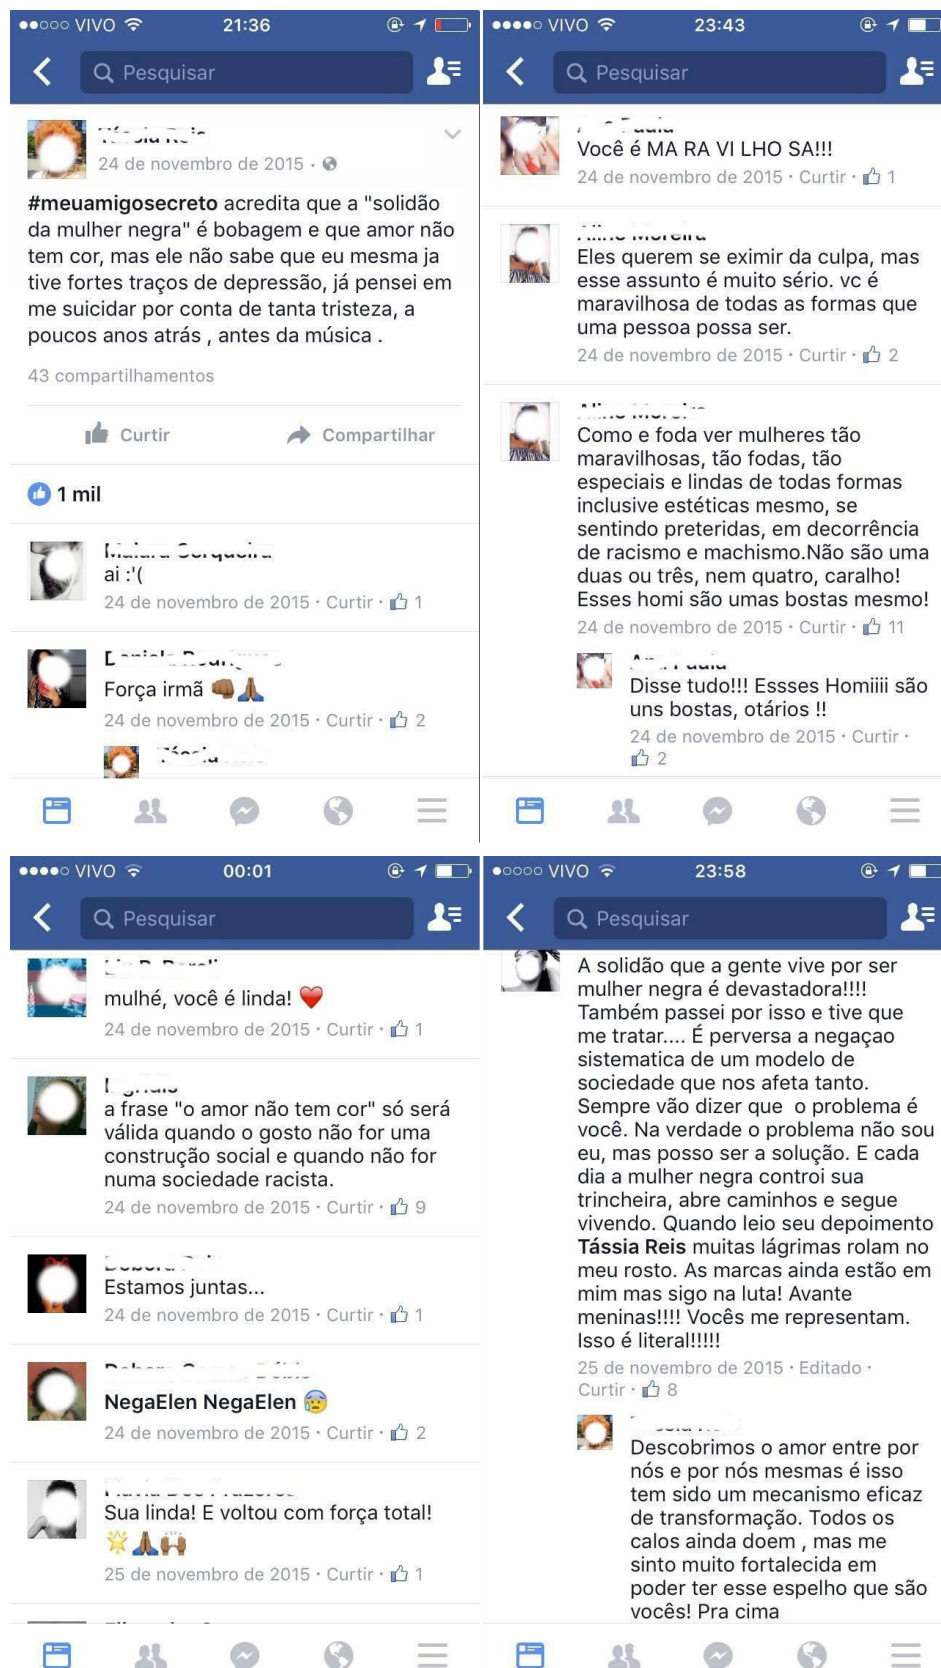 VIVO 21:36
Pesquisar
24 de novembro de 2015 ·
#meuamigosecreto acredita que a "solidão
da mulher negra" é bobagem e que amor não
tem cor, mas ele não sabe que eu mesma ja
tive fortes traços de depressão, já pensei em
me suicidar por conta de tanta tristeza, a
poucos anos atrás , antes da música .
43 compartilhamentos
Curtir Compartilhar
1 mil
ai :'(
24 de novembro de 2015 · Curtir · 1
Força irmã 👊🏾🙏🏾
24 de novembro de 2015 · Curtir · 2
VIVO 23:43
Pesquisar
Você é MA RA VI LHO SA!!!
24 de novembro de 2015 · Curtir · 1
Eles querem se eximir da culpa, mas
esse assunto é muito sério. vc é
maravilhosa de todas as formas que
uma pessoa possa ser.
24 de novembro de 2015 · Curtir · 2
Como e foda ver mulheres tão
maravilhosas, tão fodas, tão
especiais e lindas de todas formas
inclusive estéticas mesmo, se
sentindo preteridas, em decorrência
de racismo e machismo.Não são uma
duas ou três, nem quatro, caralho!
Esses homi são umas bostas mesmo!
24 de novembro de 2015 · Curtir · 11
Disse tudo!!! Essses Homiiii são
uns bostas, otários !!
24 de novembro de 2015 · Curtir ·
2
VIVO 00:01
Pesquisar
mulhé, você é linda! ❤️
24 de novembro de 2015 · Curtir · 1
a frase "o amor não tem cor" só será
válida quando o gosto não for uma
construção social e quando não for
numa sociedade racista.
24 de novembro de 2015 · Curtir · 9
Estamos juntas...
24 de novembro de 2015 · Curtir · 1
NegaElen NegaElen 😰
24 de novembro de 2015 · Curtir · 2
Sua linda! E voltou com força total!
🌟🙏🏾🙌🏾
25 de novembro de 2015 · Curtir · 1
VIVO 23:58
Pesquisar
A solidão que a gente vive por ser
mulher negra é devastadora!!!!
Também passei por isso e tive que
me tratar.... É perversa a negaçao
sistematica de um modelo de
sociedade que nos afeta tanto.
Sempre vão dizer que o problema é
você. Na verdade o problema não sou
eu, mas posso ser a solução. E cada
dia a mulher negra controi sua
trincheira, abre caminhos e segue
vivendo. Quando leio seu depoimento
Tássia Reis muitas lágrimas rolam no
meu rosto. As marcas ainda estão em
mim mas sigo na luta! Avante
meninas!!!! Vocês me representam.
Isso é literal!!!!!
25 de novembro de 2015 · Editado ·
Curtir · 8
Descobrimos o amor entre por
nós e por nós mesmas é isso
tem sido um mecanismo eficaz
de transformação. Todos os
calos ainda doem , mas me
sinto muito fortalecida em
poder ter esse espelho que são
vocês! Pra cima